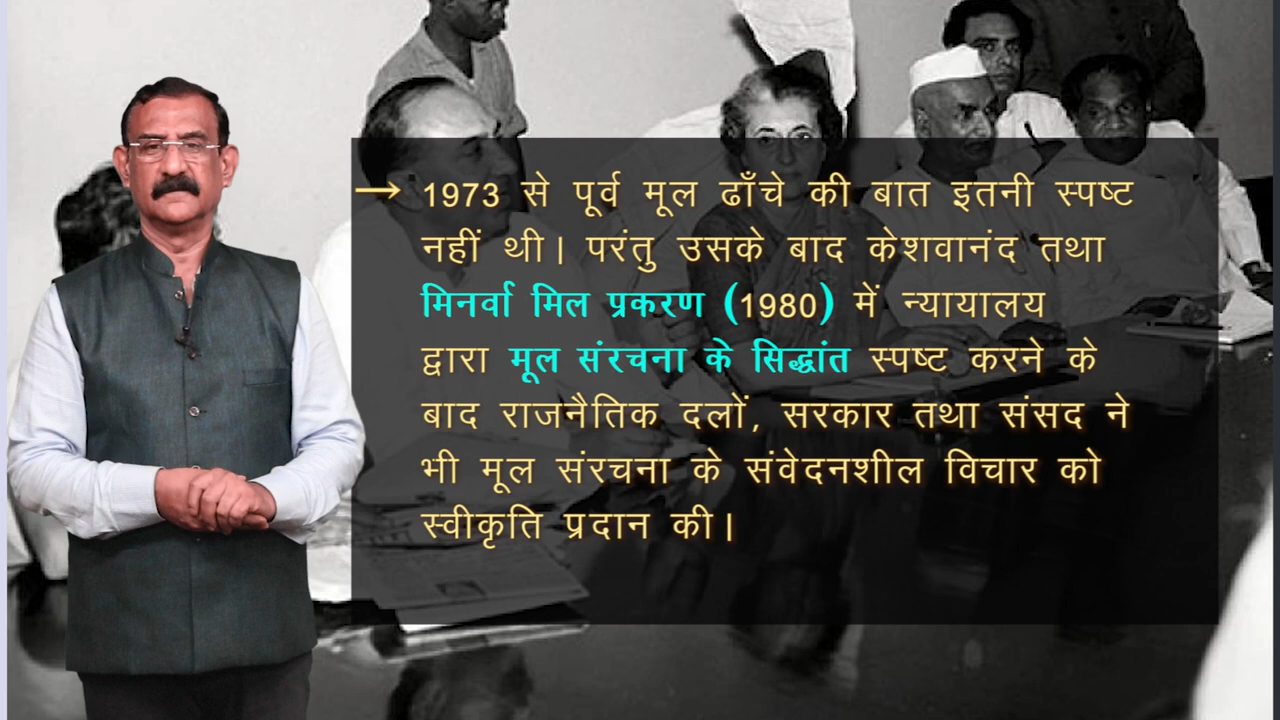 → 1973 से पूर्व मूल ढाँचे की बात इतनी स्पष्ट
नहीं थी। परंतु उसके बाद केशवानंद तथा
मिनर्वा मिल प्रकरण (1980) में न्यायालय
द्वारा मूल संरचना के सिद्धांत स्पष्ट करने के
बाद राजनैतिक दलों, सरकार तथा संसद ने
भी मूल संरचना के संवेदनशील विचार को
स्वीकृति प्रदान की।